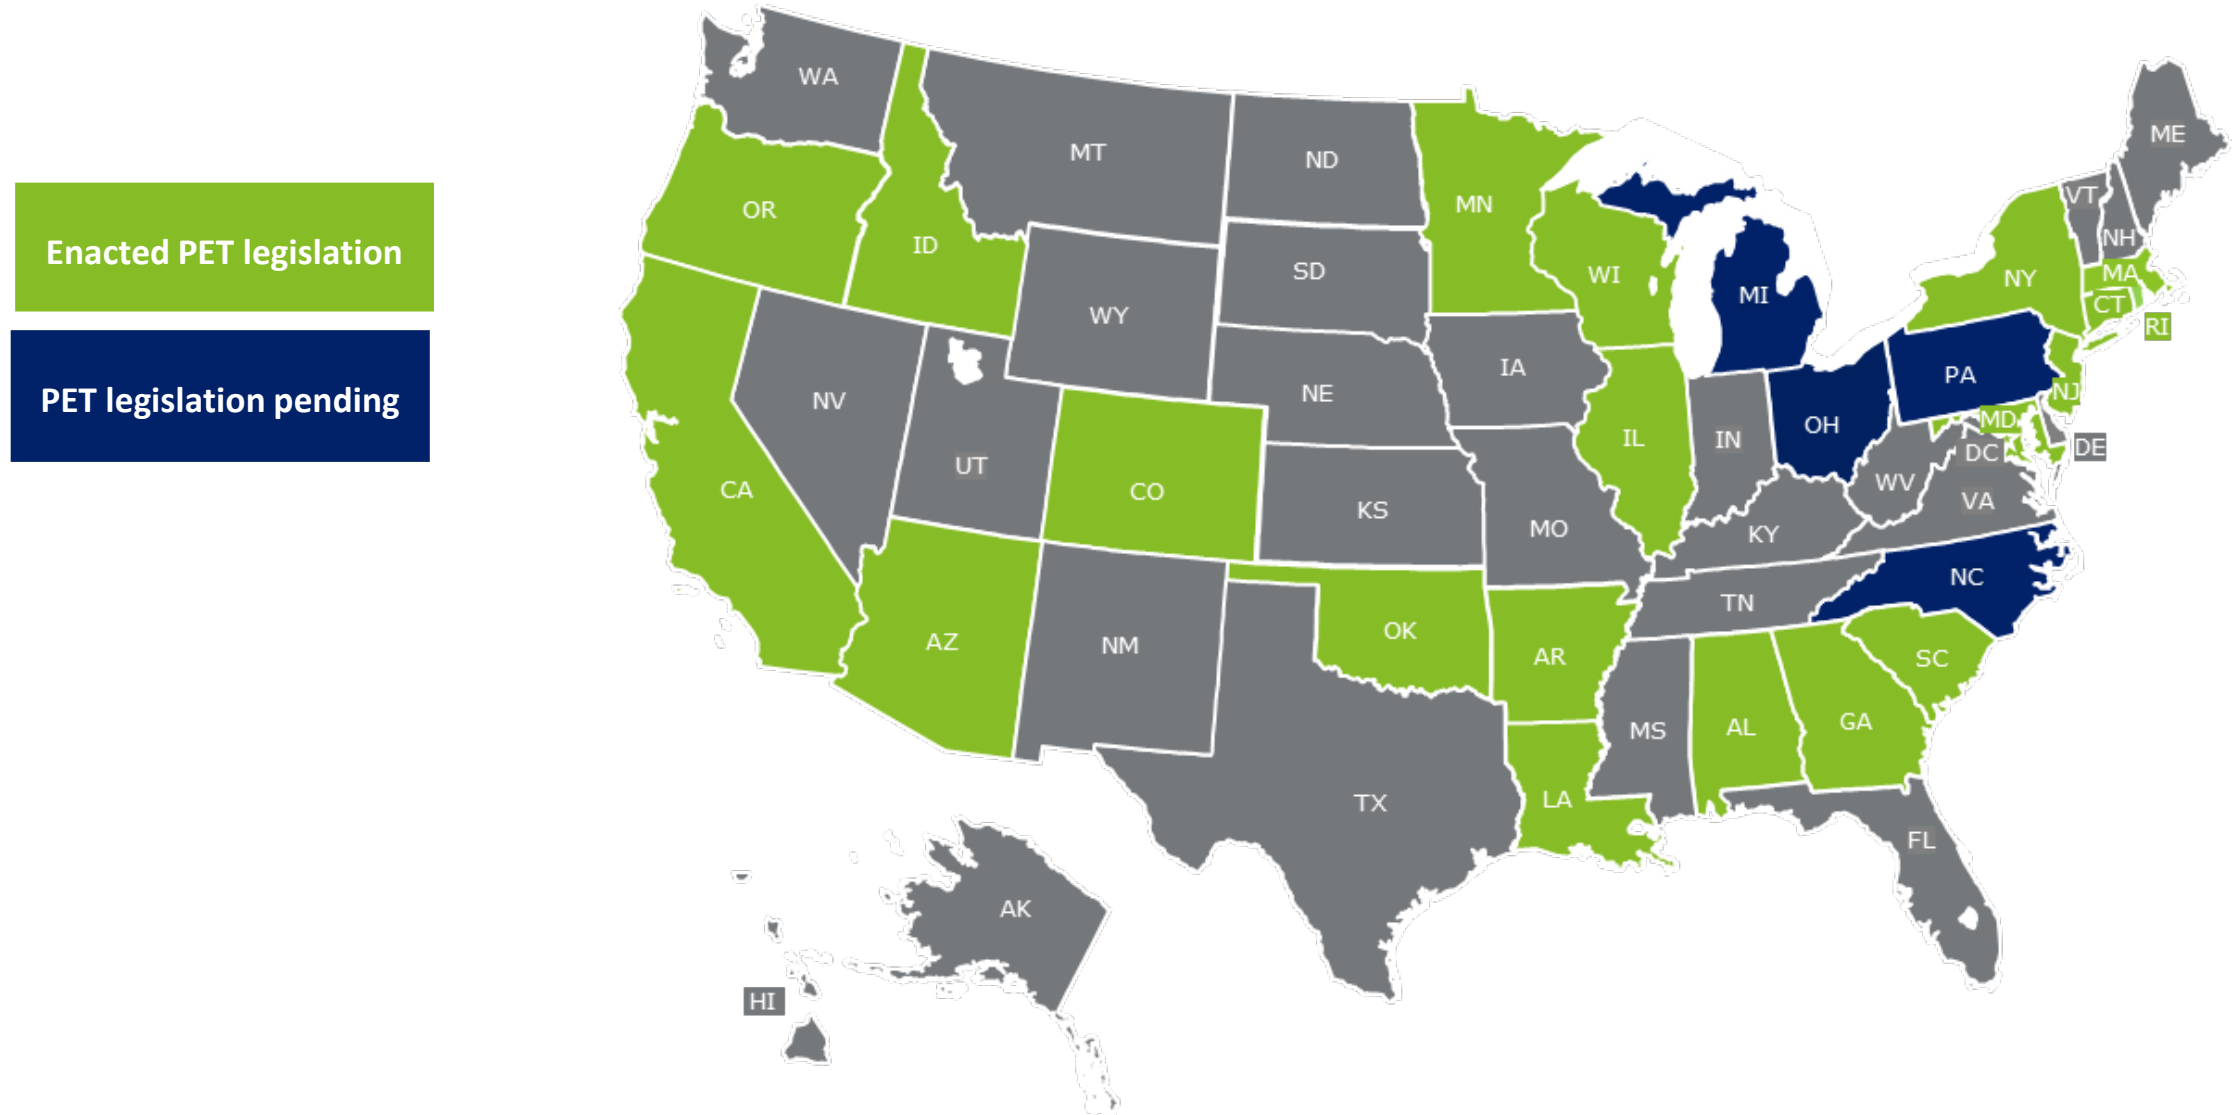 Enacted PET legislation
PET legislation pending
WA
OR
ID
MT
ND
MN
WI
MI
ME
VT
NH
NY
MA
CT
RI
SD
WY
NE
IA
IL
IN
OH
PA
NJ
MD
DE
DC
WV
VA
NV
UT
CA
CO
KS
MO
KY
NC
TN
SC
AZ
NM
OK
AR
MS
AL
GA
LA
TX
FL
AK
HI